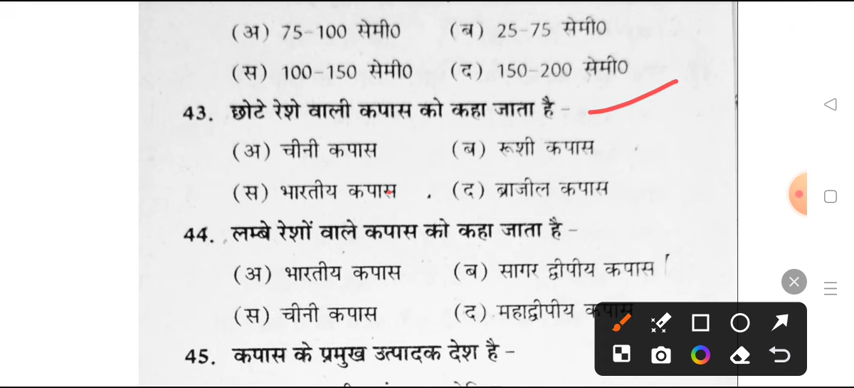 (अ) 75-100 सेमी0 (ब) 25-75 सेमी0
(स) 100-150 सेमी0 (द) 150-200 सेमी0
43. छोटे रेशे वाली कपास को कहा जाता है -
(अ) चीनी कपास (ब) रूशी कपास
(स) भारतीय कपास (द) ब्राजील कपास
44. लम्बे रेशों वाले कपास को कहा जाता है -
(अ) भारतीय कपास (ब) सागर द्वीपीय कपास
(स) चीनी कपास (द) महाद्वीपीय कपास
45. कपास के प्रमुख उत्पादक देश है -